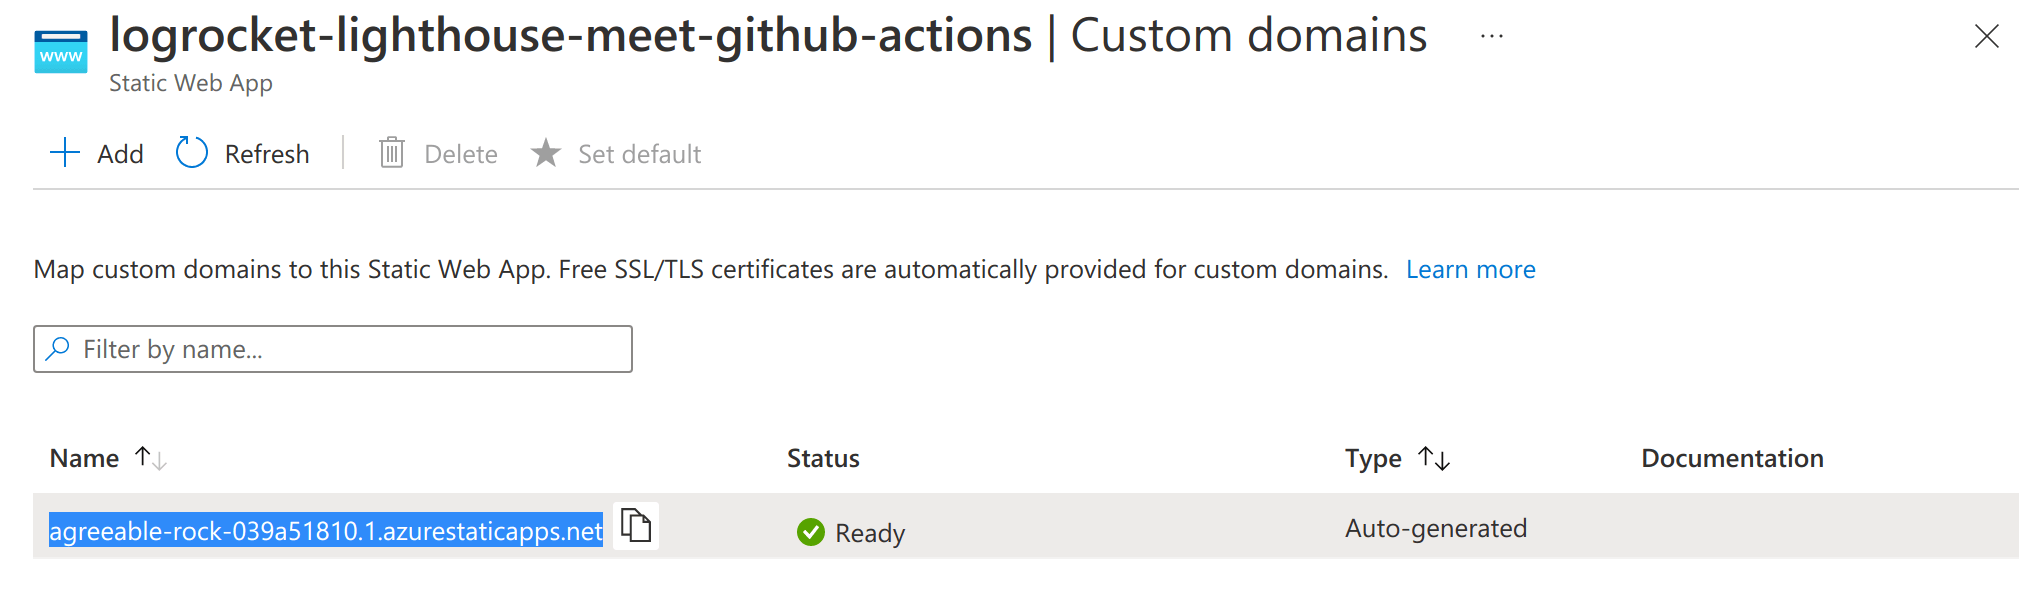 logrocket-lighthouse-meet-github-actions | Custom domains ...
www
Static Web App
Add Refresh Delete Set default
Map custom domains to this Static Web App. Free SSL/TLS certificates are automatically provided for custom domains. Learn more
Filter by name...
Name Status Type Documentation
agreeable-rock-039a51810.1.azurestaticapps.net Ready Auto-generated